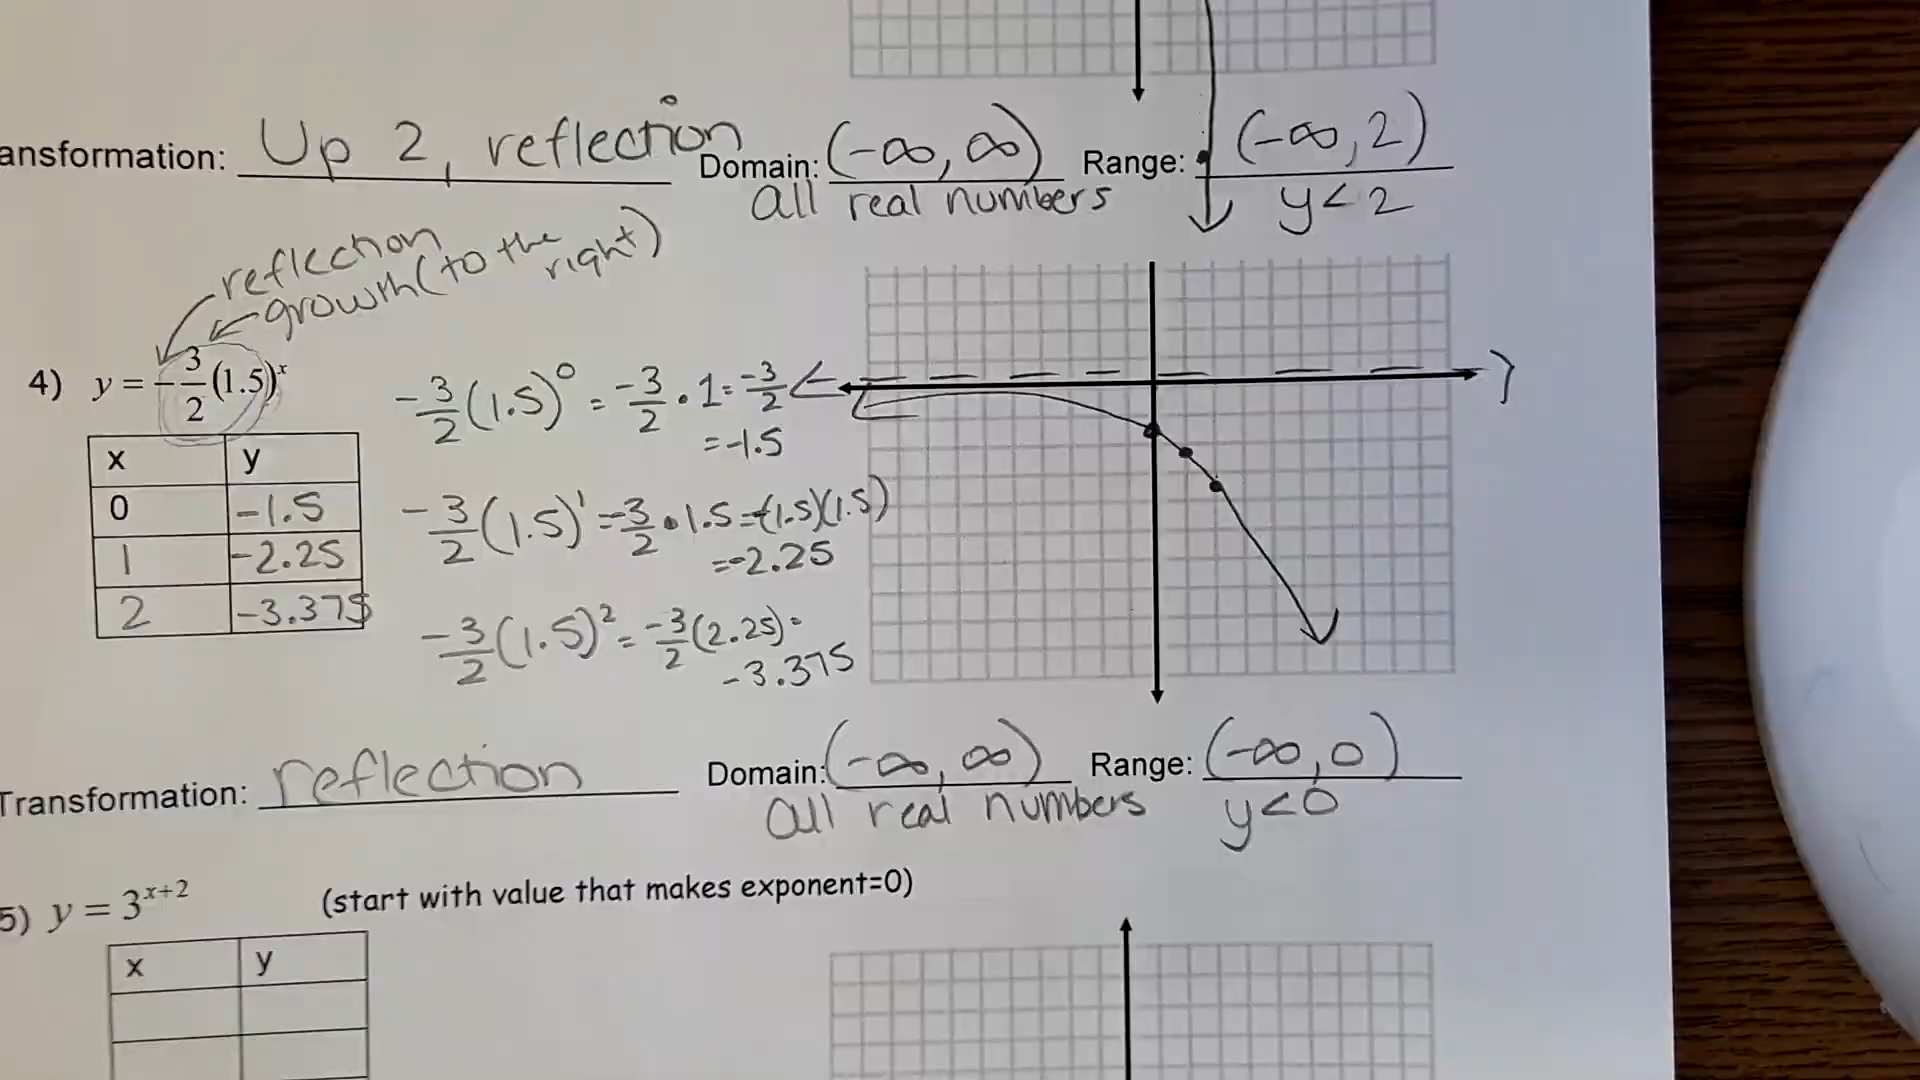 ansformation: Up 2, reflection Domain: (-∞, ∞) Range: (-∞, 2)
all real numbers y < 2
reflection
growth (to the right)
4) y = -3/2(1.5)^x
-3/2(1.5)^0 = -3/2 · 1 = -3/2
= -1.5
x y
0 -1.5
1 -2.25
2 -3.375
-3/2(1.5)^1 = -3/2 · 1.5 = -(1.5)(1.5)
= -2.25
-3/2(1.5)^2 = -3/2(2.25) =
-3.375
Transformation: reflection Domain: (-∞, ∞) Range: (-∞, 0)
all real numbers y < 0
5) y = 3^{x+2} (start with value that makes exponent=0)
x y